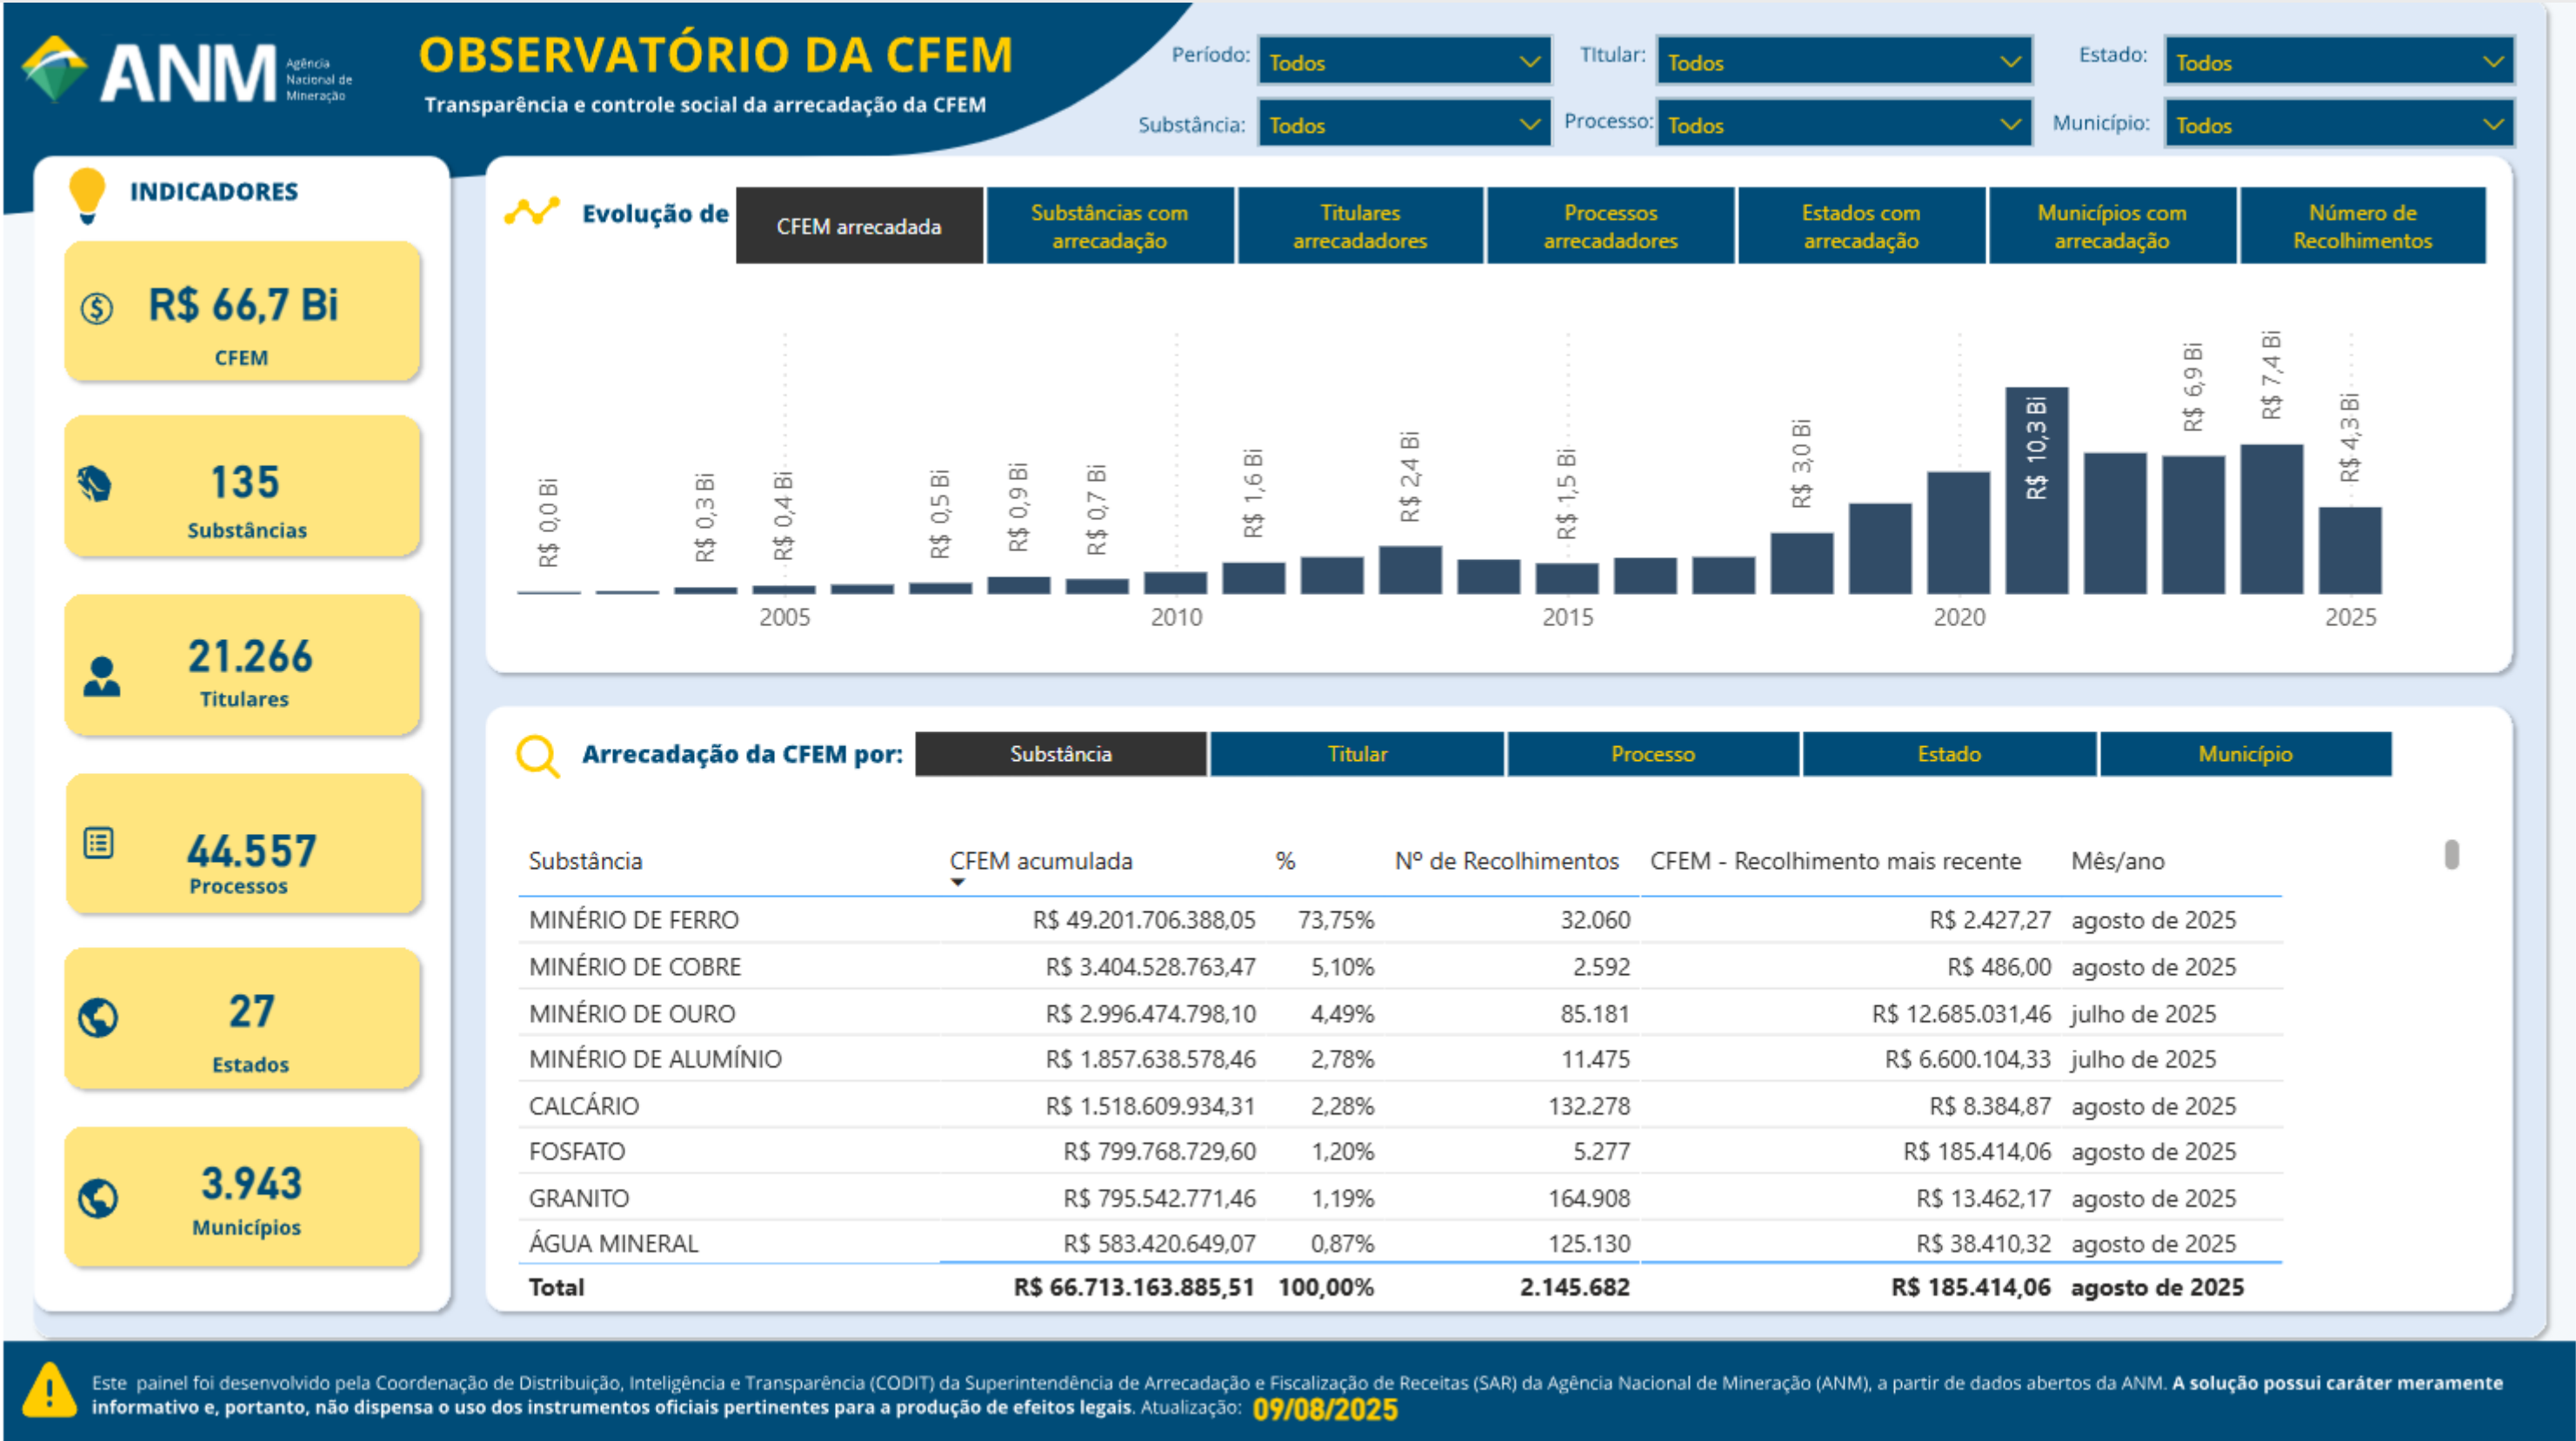 ANM
Agência
Nacional de
Mineração
OBSERVATÓRIO DA CFEM
Transparência e controle social da arrecadação da CFEM
Período: Todos
TItular: Todos
Estado: Todos
Substância: Todos
Processo: Todos
Município: Todos
INDICADORES
R$ 66,7 Bi
CFEM
135
Substâncias
21.266
Titulares
44.557
Processos
27
Estados
3.943
Municípios
Evolução de
CFEM arrecadada
Substâncias com
arrecadação
Titulares
arrecadadores
Processos
arrecadadores
Estados com
arrecadação
Municípios com
arrecadação
Número de
Recolhimentos
R$ 0,0 Bi
R$ 0,3 Bi
R$ 0,4 Bi
R$ 0,5 Bi
R$ 0,9 Bi
R$ 0,7 Bi
R$ 1,6 Bi
R$ 2,4 Bi
R$ 1,5 Bi
R$ 3,0 Bi
R$ 10,3 Bi
R$ 6,9 Bi
R$ 7,4 Bi
R$ 4,3 Bi
2005 2010 2015 2020 2025
Arrecadação da CFEM por: Substância Titular Processo Estado Município
Substância CFEM acumulada % Nº de Recolhimentos CFEM - Recolhimento mais recente Mês/ano
MINÉRIO DE FERRO R$ 49.201.706.388,05 73,75% 32.060 R$ 2.427,27 agosto de 2025
MINÉRIO DE COBRE R$ 3.404.528.763,47 5,10% 2.592 R$ 486,00 agosto de 2025
MINÉRIO DE OURO R$ 2.996.474.798,10 4,49% 85.181 R$ 12.685.031,46 julho de 2025
MINÉRIO DE ALUMÍNIO R$ 1.857.638.578,46 2,78% 11.475 R$ 6.600.104,33 julho de 2025
CALCÁRIO R$ 1.518.609.934,31 2,28% 132.278 R$ 8.384,87 agosto de 2025
FOSFATO R$ 799.768.729,60 1,20% 5.277 R$ 185.414,06 agosto de 2025
GRANITO R$ 795.542.771,46 1,19% 164.908 R$ 13.462,17 agosto de 2025
ÁGUA MINERAL R$ 583.420.649,07 0,87% 125.130 R$ 38.410,32 agosto de 2025
Total R$ 66.713.163.885,51 100,00% 2.145.682 R$ 185.414,06 agosto de 2025
Este painel foi desenvolvido pela Coordenação de Distribuição, Inteligência e Transparência (CODIT) da Superintendência de Arrecadação e Fiscalização de Receitas (SAR) da Agência Nacional de Mineração (ANM), a partir de dados abertos da ANM. A solução possui caráter meramente
informativo e, portanto, não dispensa o uso dos instrumentos oficiais pertinentes para a produção de efeitos legais. Atualização: 09/08/2025